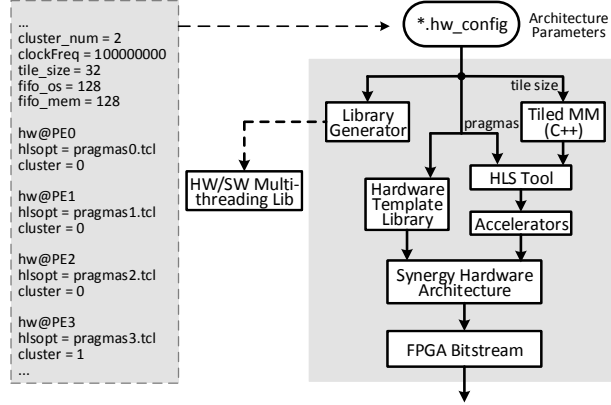 ...
cluster_num = 2
clockFreq = 100000000
tile_size = 32
fifo_os = 128
fifo_mem = 128
hw@PE0
hlsopt = pragmas0.tcl
cluster = 0
hw@PE1
hlsopt = pragmas1.tcl
cluster = 0
hw@PE2
hlsopt = pragmas2.tcl
cluster = 0
hw@PE3
hlsopt = pragmas3.tcl
cluster = 1
...
*.hw_config
Architecture
Parameters
tile size
Library
Generator
pragmas
Tiled MM
(C++)
HW/SW Multi-
threading Lib
Hardware
Template
Library
HLS Tool
Accelerators
Synergy Hardware
Architecture
FPGA Bitstream